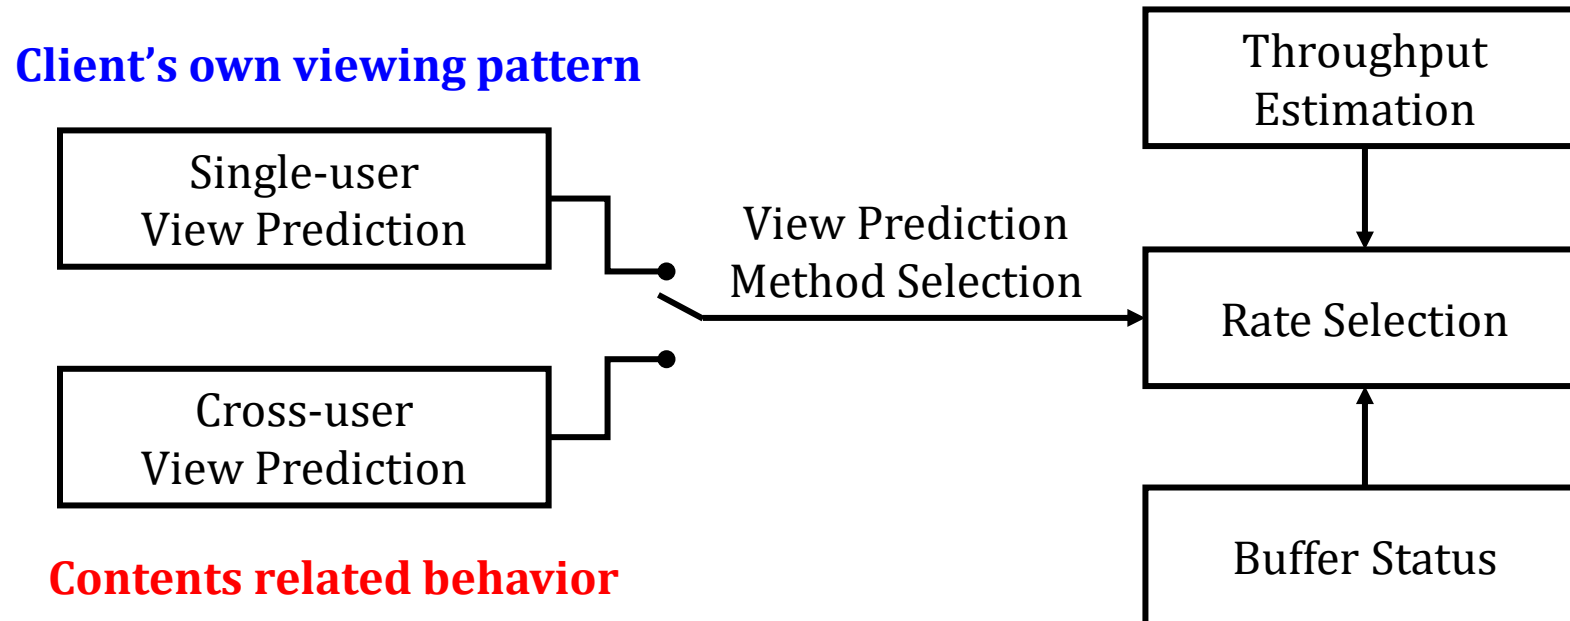 Client’s own viewing pattern
Single-user
View Prediction
Cross-user
View Prediction
Contents related behavior
View Prediction
Method Selection
Throughput
Estimation
Rate Selection
Buffer Status